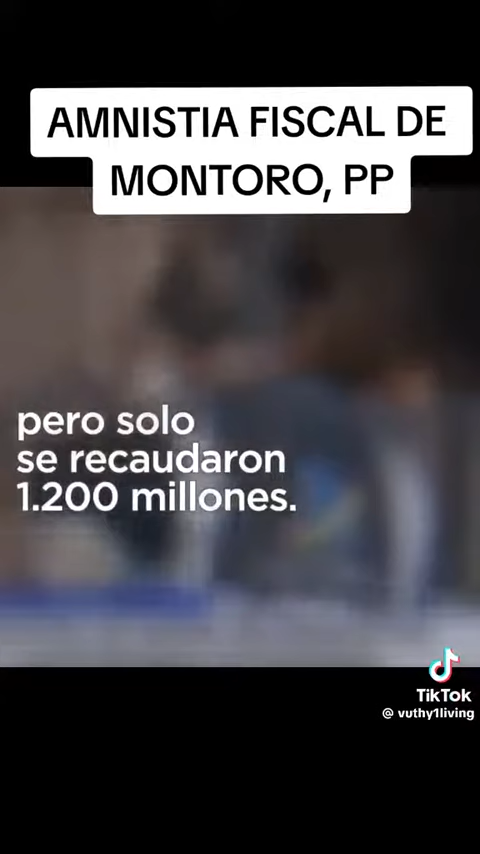 AMNISTIA FISCAL DE
MONTORO, PP
pero solo
se recaudaron
1.200 millones.
TikTok
@ vuthy1living